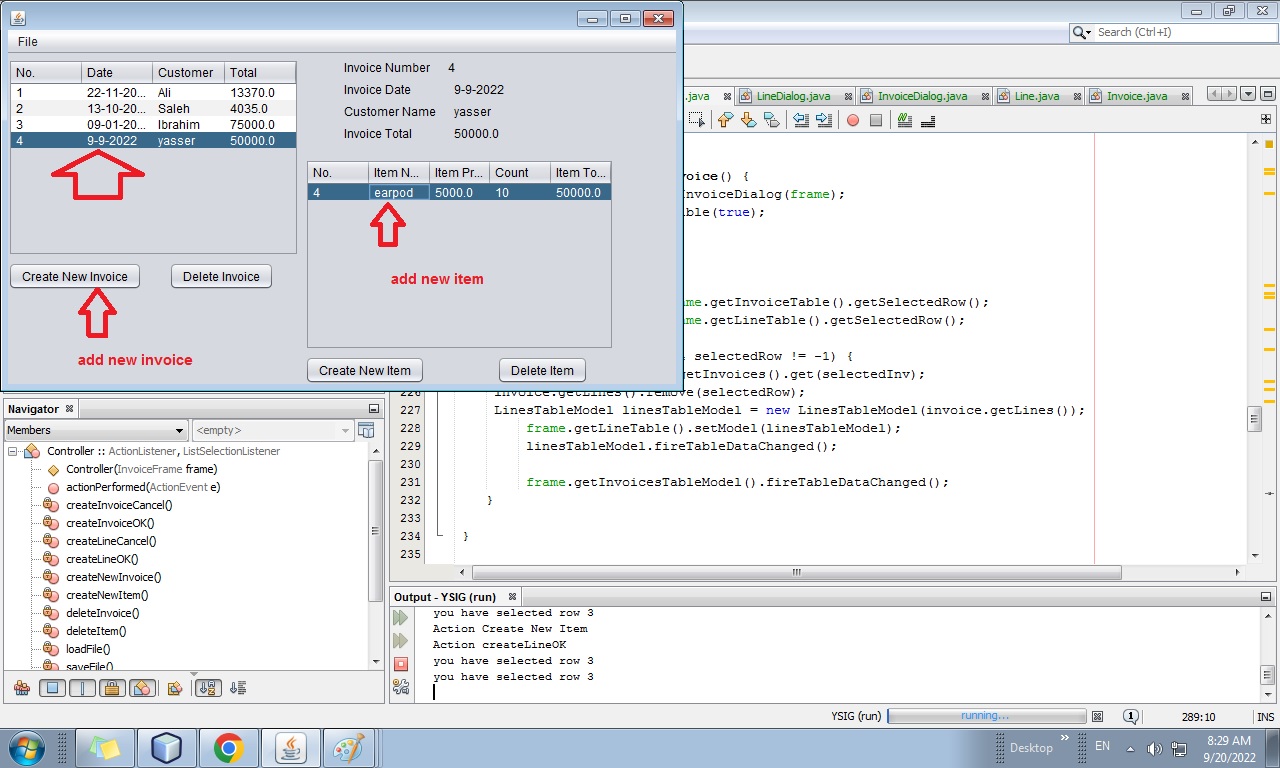 File
No. Date Customer Total
1 22-11-20... Ali 13370.0
2 13-10-20... Saleh 4035.0
3 09-01-20... Ibrahim 75000.0
4 9-9-2022 yasser 50000.0
Create New Invoice Delete Invoice
add new invoice
Invoice Number 4
Invoice Date 9-9-2022
Customer Name yasser
Invoice Total 50000.0
No. Item N... Item Pr... Count Item To...
4 earpod 5000.0 10 50000.0
add new item
Create New Item Delete Item
Search (Ctrl+I)
.java LineDialog.java InvoiceDialog.java Line.java Invoice.java
voice() {
nvoiceDialog(frame);
ble(true);
me.getInvoiceTable().getSelectedRow();
me.getLineTable().getSelectedRow();
selectedRow != -1) {
getInvoices().get(selectedInv);
226 invoice.getLines().remove(selectedRow);
227 LinesTableModel linesTableModel = new LinesTableModel(invoice.getLines());
228 frame.getLineTable().setModel(linesTableModel);
229 linesTableModel.fireTableDataChanged();
230
231 frame.getInvoicesTableModel().fireTableDataChanged();
232 }
233
234 }
235
Navigator
Members <empty>
Controller :: ActionListener, ListSelectionListener
Controller(InvoiceFrame frame)
actionPerformed(ActionEvent e)
createInvoiceCancel()
createInvoiceOK()
createLineCancel()
createLineOK()
createNewInvoice()
createNewItem()
deleteInvoice()
deleteItem()
loadFile()
saveFile()
Output - YSIG (run)
you have selected row 3
Action Create New Item
Action createLineOK
you have selected row 3
you have selected row 3
YSIG (run) running... 1 289:10 INS
Desktop » EN 8:29 AM
9/20/2022